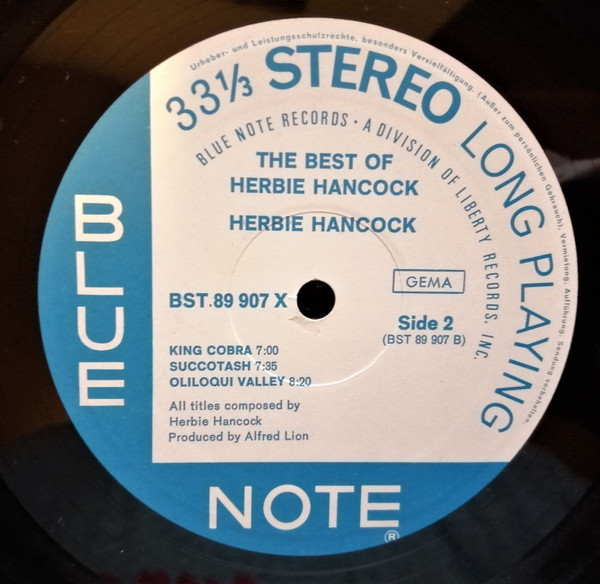 Urheber- und Leistungsschutzrechte, besonders Vervielfältigung, (Außer zum persönlichen Gebrauch), Vermietung, Aufführung, Sendung vorbehalten.
33⅓ STEREO LONG PLAYING
BLUE NOTE RECORDS · A DIVISION OF LIBERTY RECORDS, INC.
THE BEST OF
HERBIE HANCOCK
HERBIE HANCOCK
GEMA
BST.89 907 X
Side 2
(BST 89 907 B)
KING COBRA 7:00
SUCCOTASH 7:35
OLILOQUI VALLEY 8:20
All titles composed by
Herbie Hancock
Produced by Alfred Lion
BLUE
NOTE®